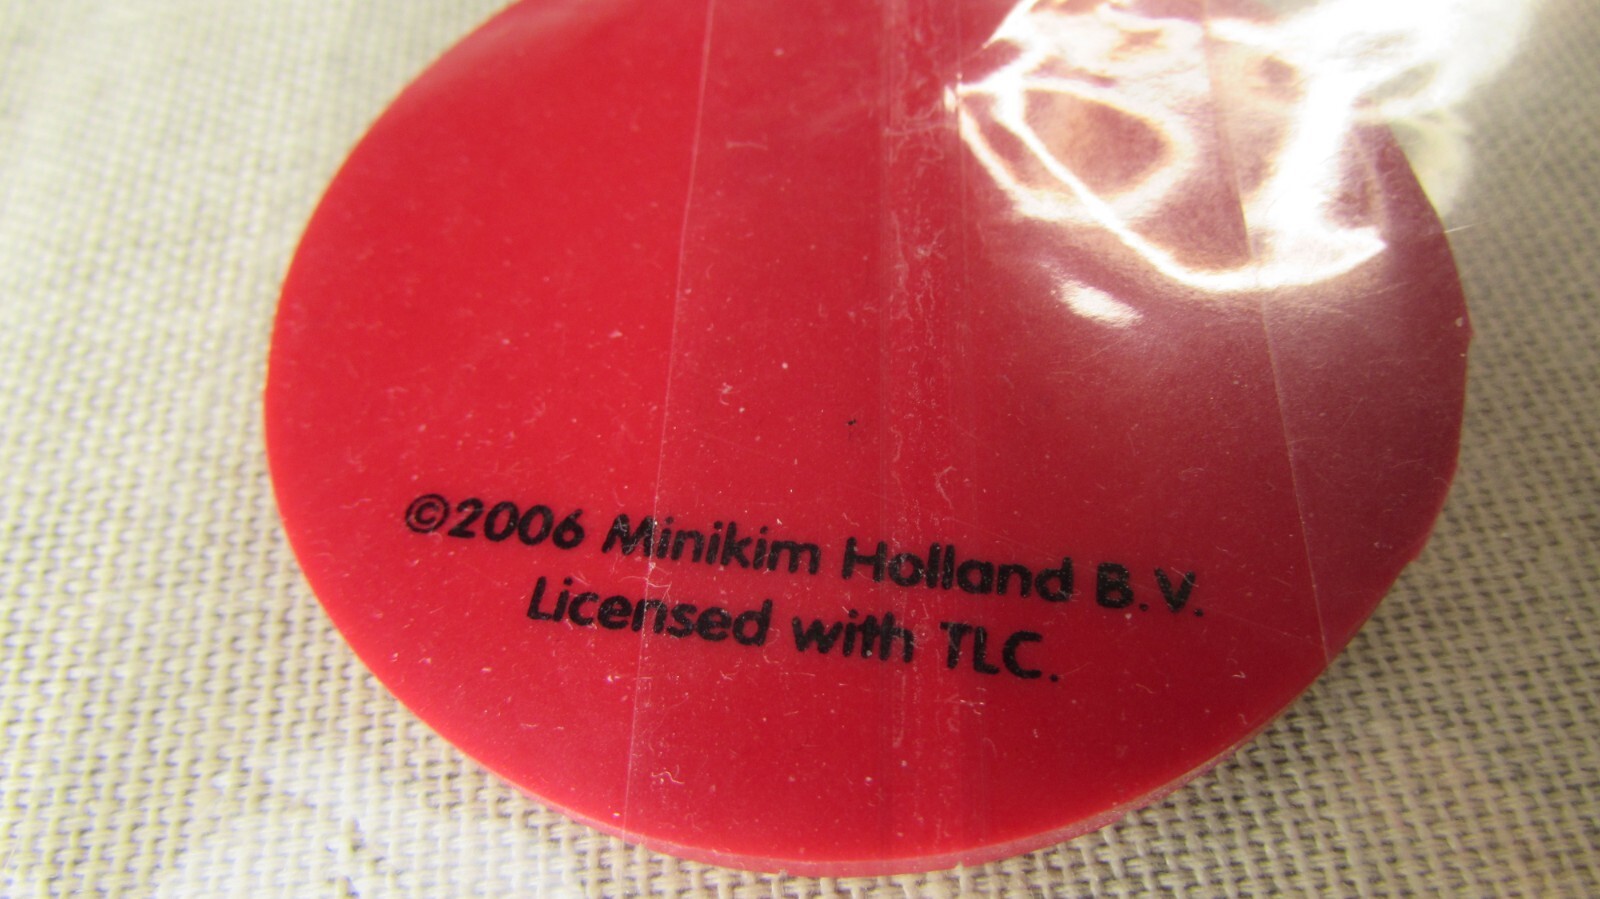 ©2006 Minikim Holland B.V.
Licensed with TLC.